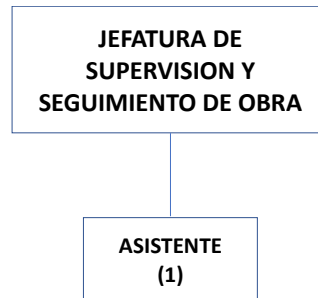 JEFATURA DE
SUPERVISION Y
SEGUIMIENTO DE OBRA
ASISTENTE
(1)